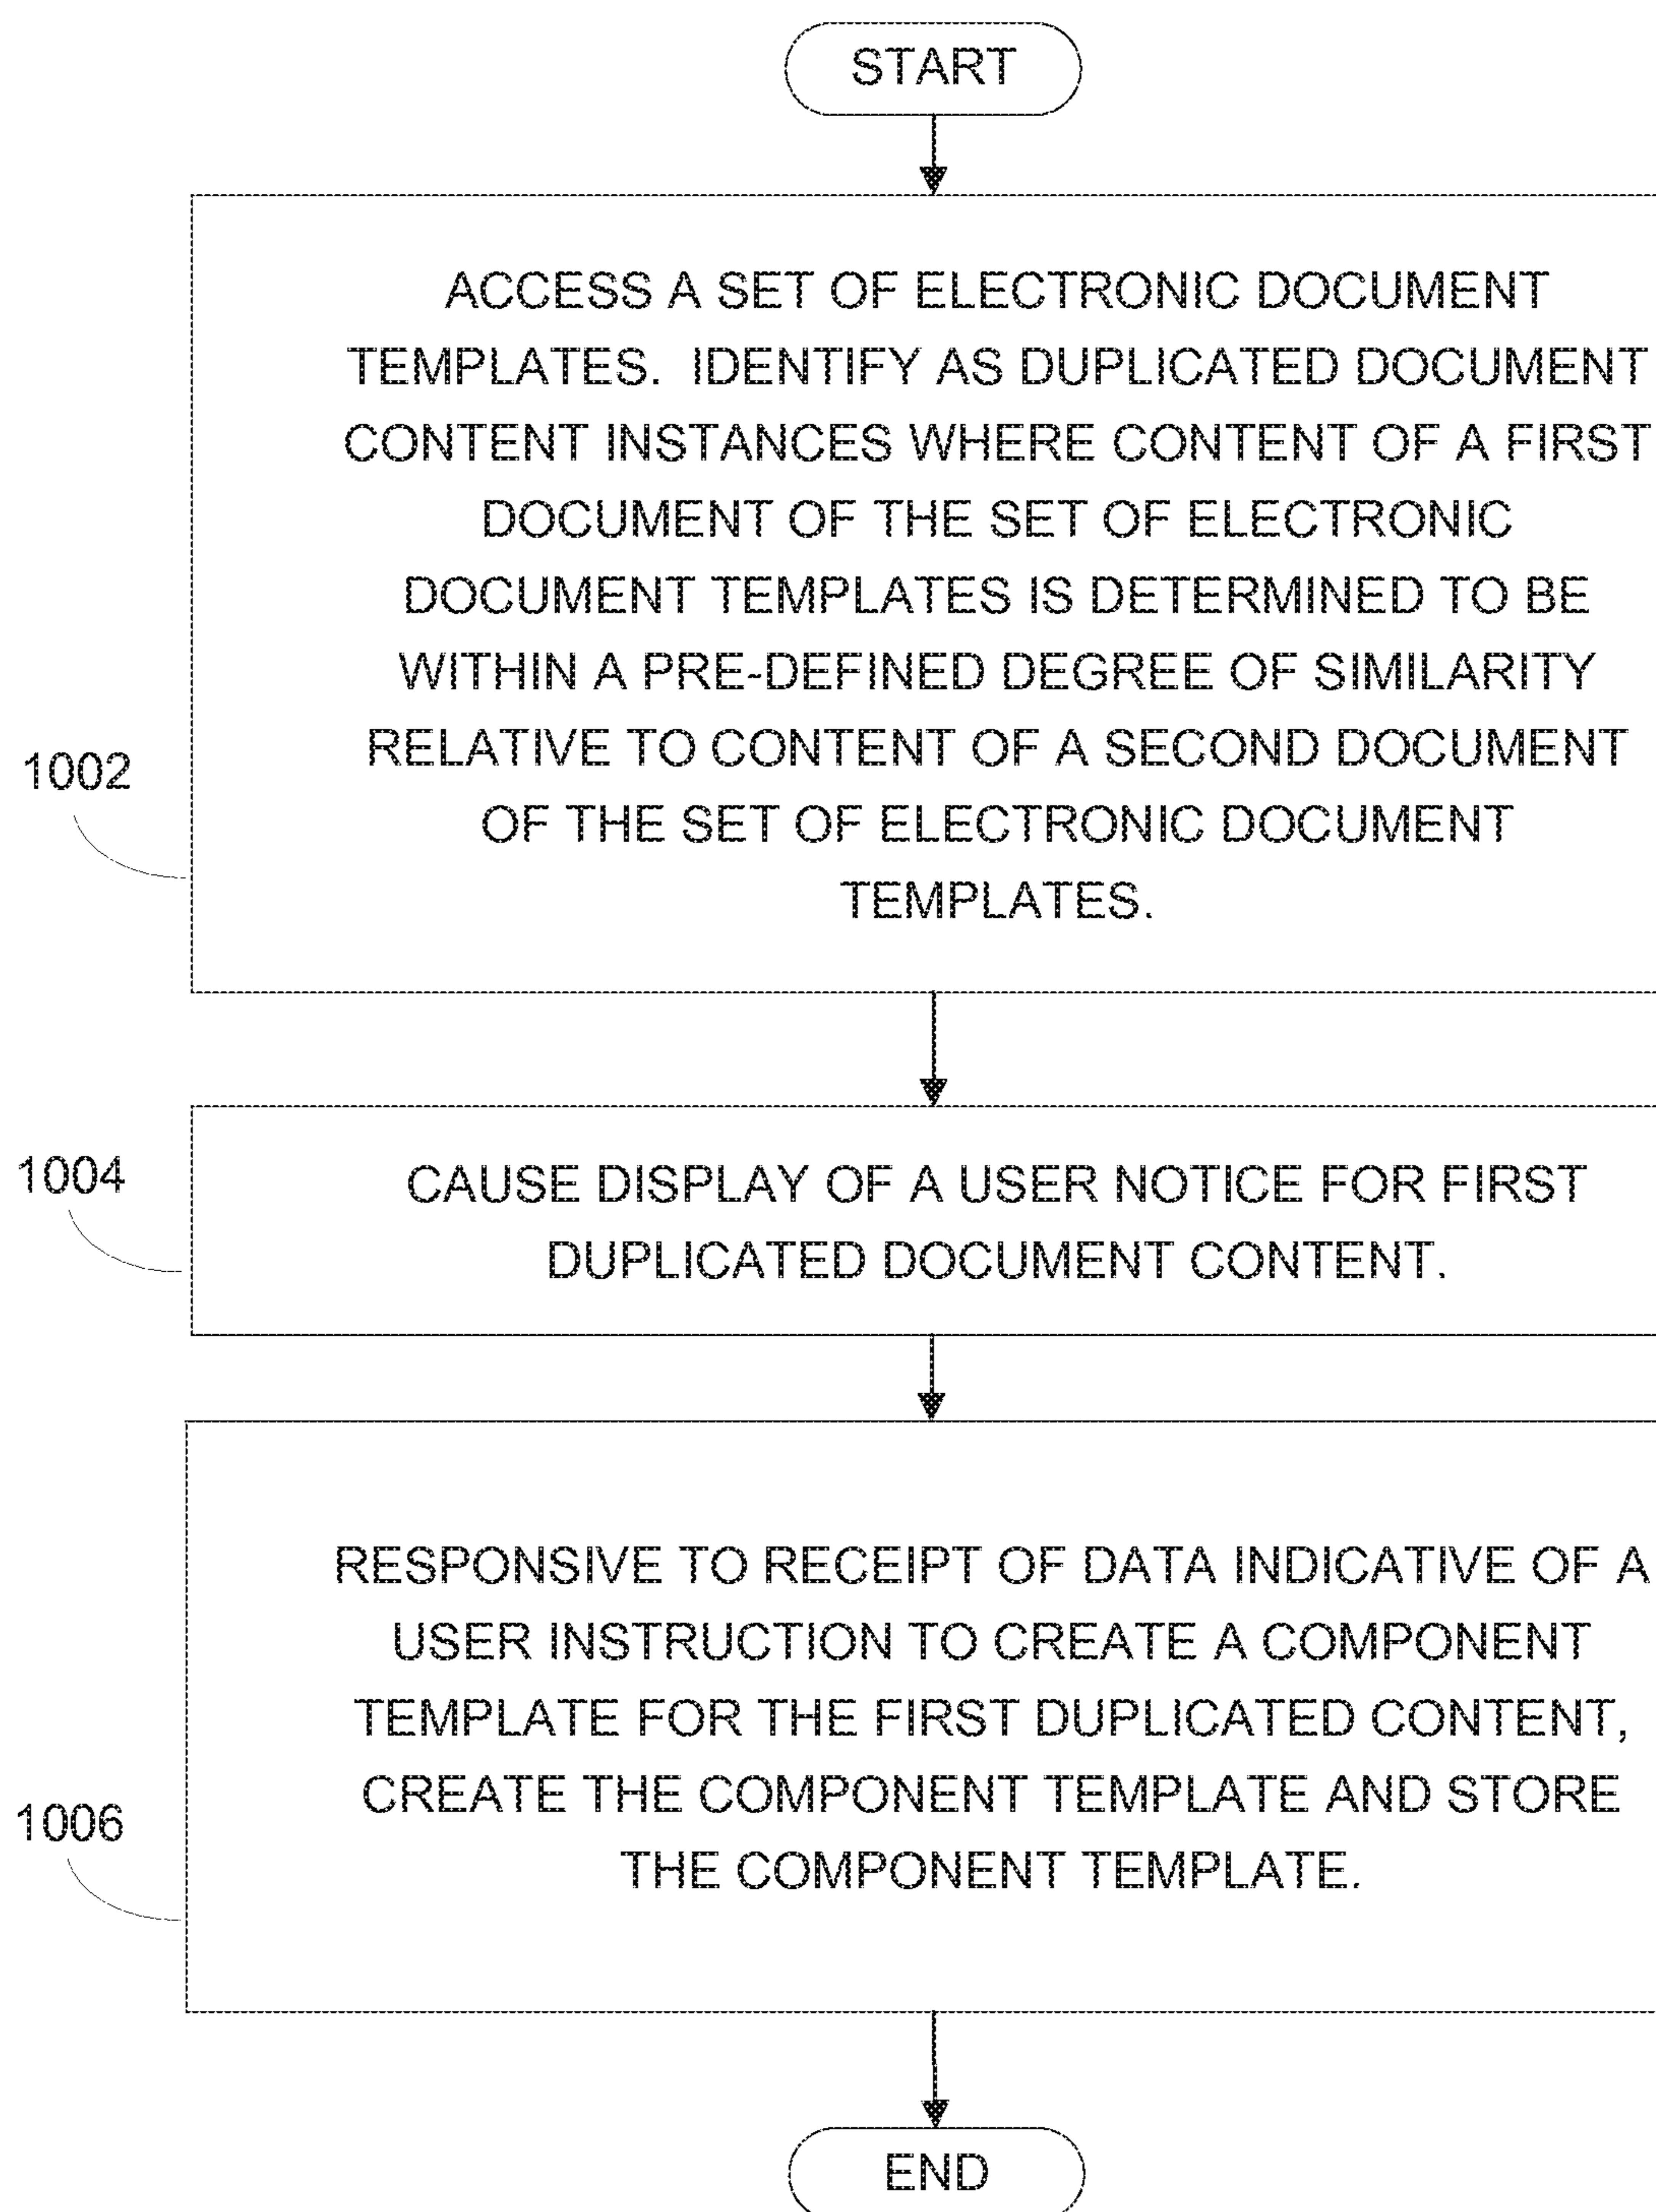 START
ACCESS A SET OF ELECTRONIC DOCUMENT
TEMPLATES. IDENTIFY AS DUPLICATED DOCUMENT
CONTENT INSTANCES WHERE CONTENT OF A FIRST
DOCUMENT OF THE SET OF ELECTRONIC
DOCUMENT TEMPLATES IS DETERMINED TO BE
WITHIN A PRE-DEFINED DEGREE OF SIMILARITY
RELATIVE TO CONTENT OF A SECOND DOCUMENT
OF THE SET OF ELECTRONIC DOCUMENT
TEMPLATES.
1002
1004
CAUSE DISPLAY OF A USER NOTICE FOR FIRST
DUPLICATED DOCUMENT CONTENT.
RESPONSIVE TO RECEIPT OF DATA INDICATIVE OF A
USER INSTRUCTION TO CREATE A COMPONENT
TEMPLATE FOR THE FIRST DUPLICATED CONTENT,
CREATE THE COMPONENT TEMPLATE AND STORE
THE COMPONENT TEMPLATE.
1006
END